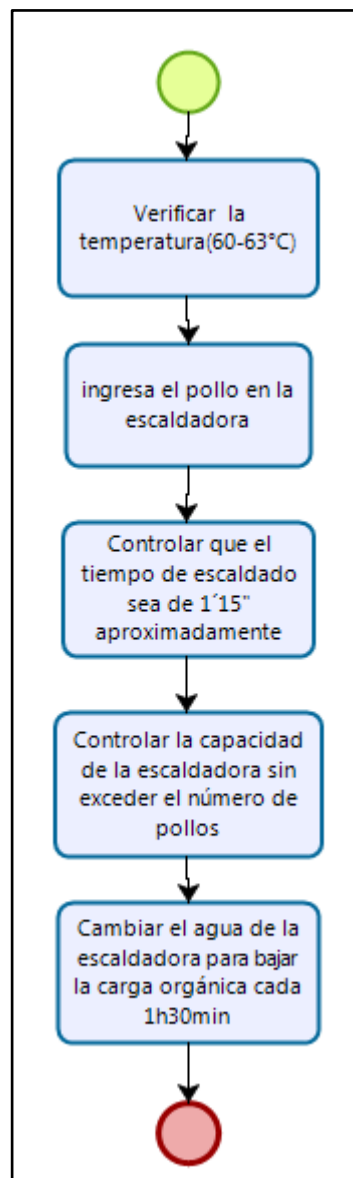 Verificar la
temperatura(60-63°C)
ingresa el pollo en la
escaldadora
Controlar que el
tiempo de escaldado
sea de 1´15"
aproximadamente
Controlar la capacidad
de la escaldadora sin
exceder el número de
pollos
Cambiar el agua de la
escaldadora para bajar
la carga orgánica cada
1h30min